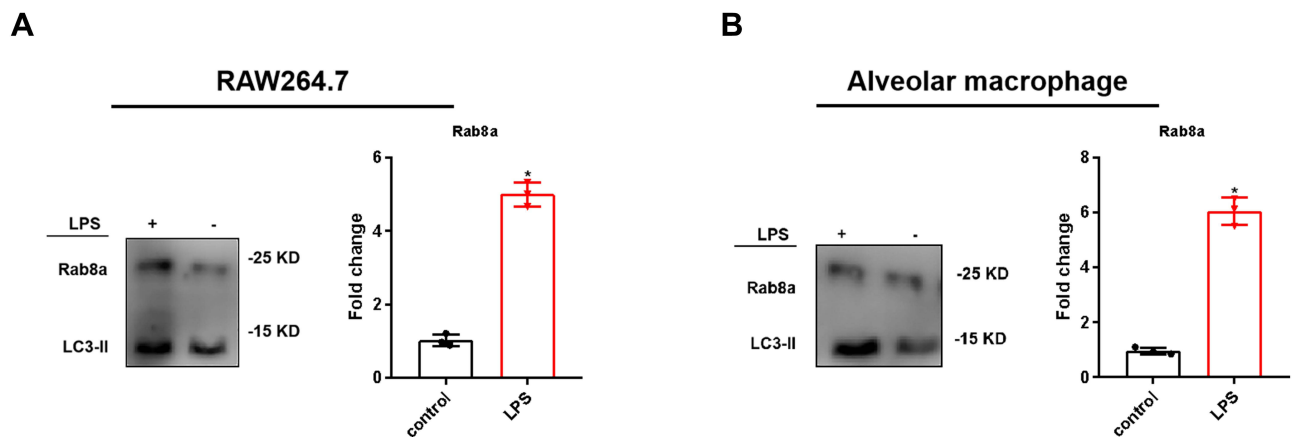 A
RAW264.7
LPS + -
Rab8a
LC3-II
-25 KD
-15 KD
Rab8a
Fold change
6
4
2
0
*
control
LPS
B
Alveolar macrophage
LPS + -
Rab8a
LC3-II
-25 KD
-15 KD
Rab8a
Fold change
8
6
4
2
0
*
control
LPS